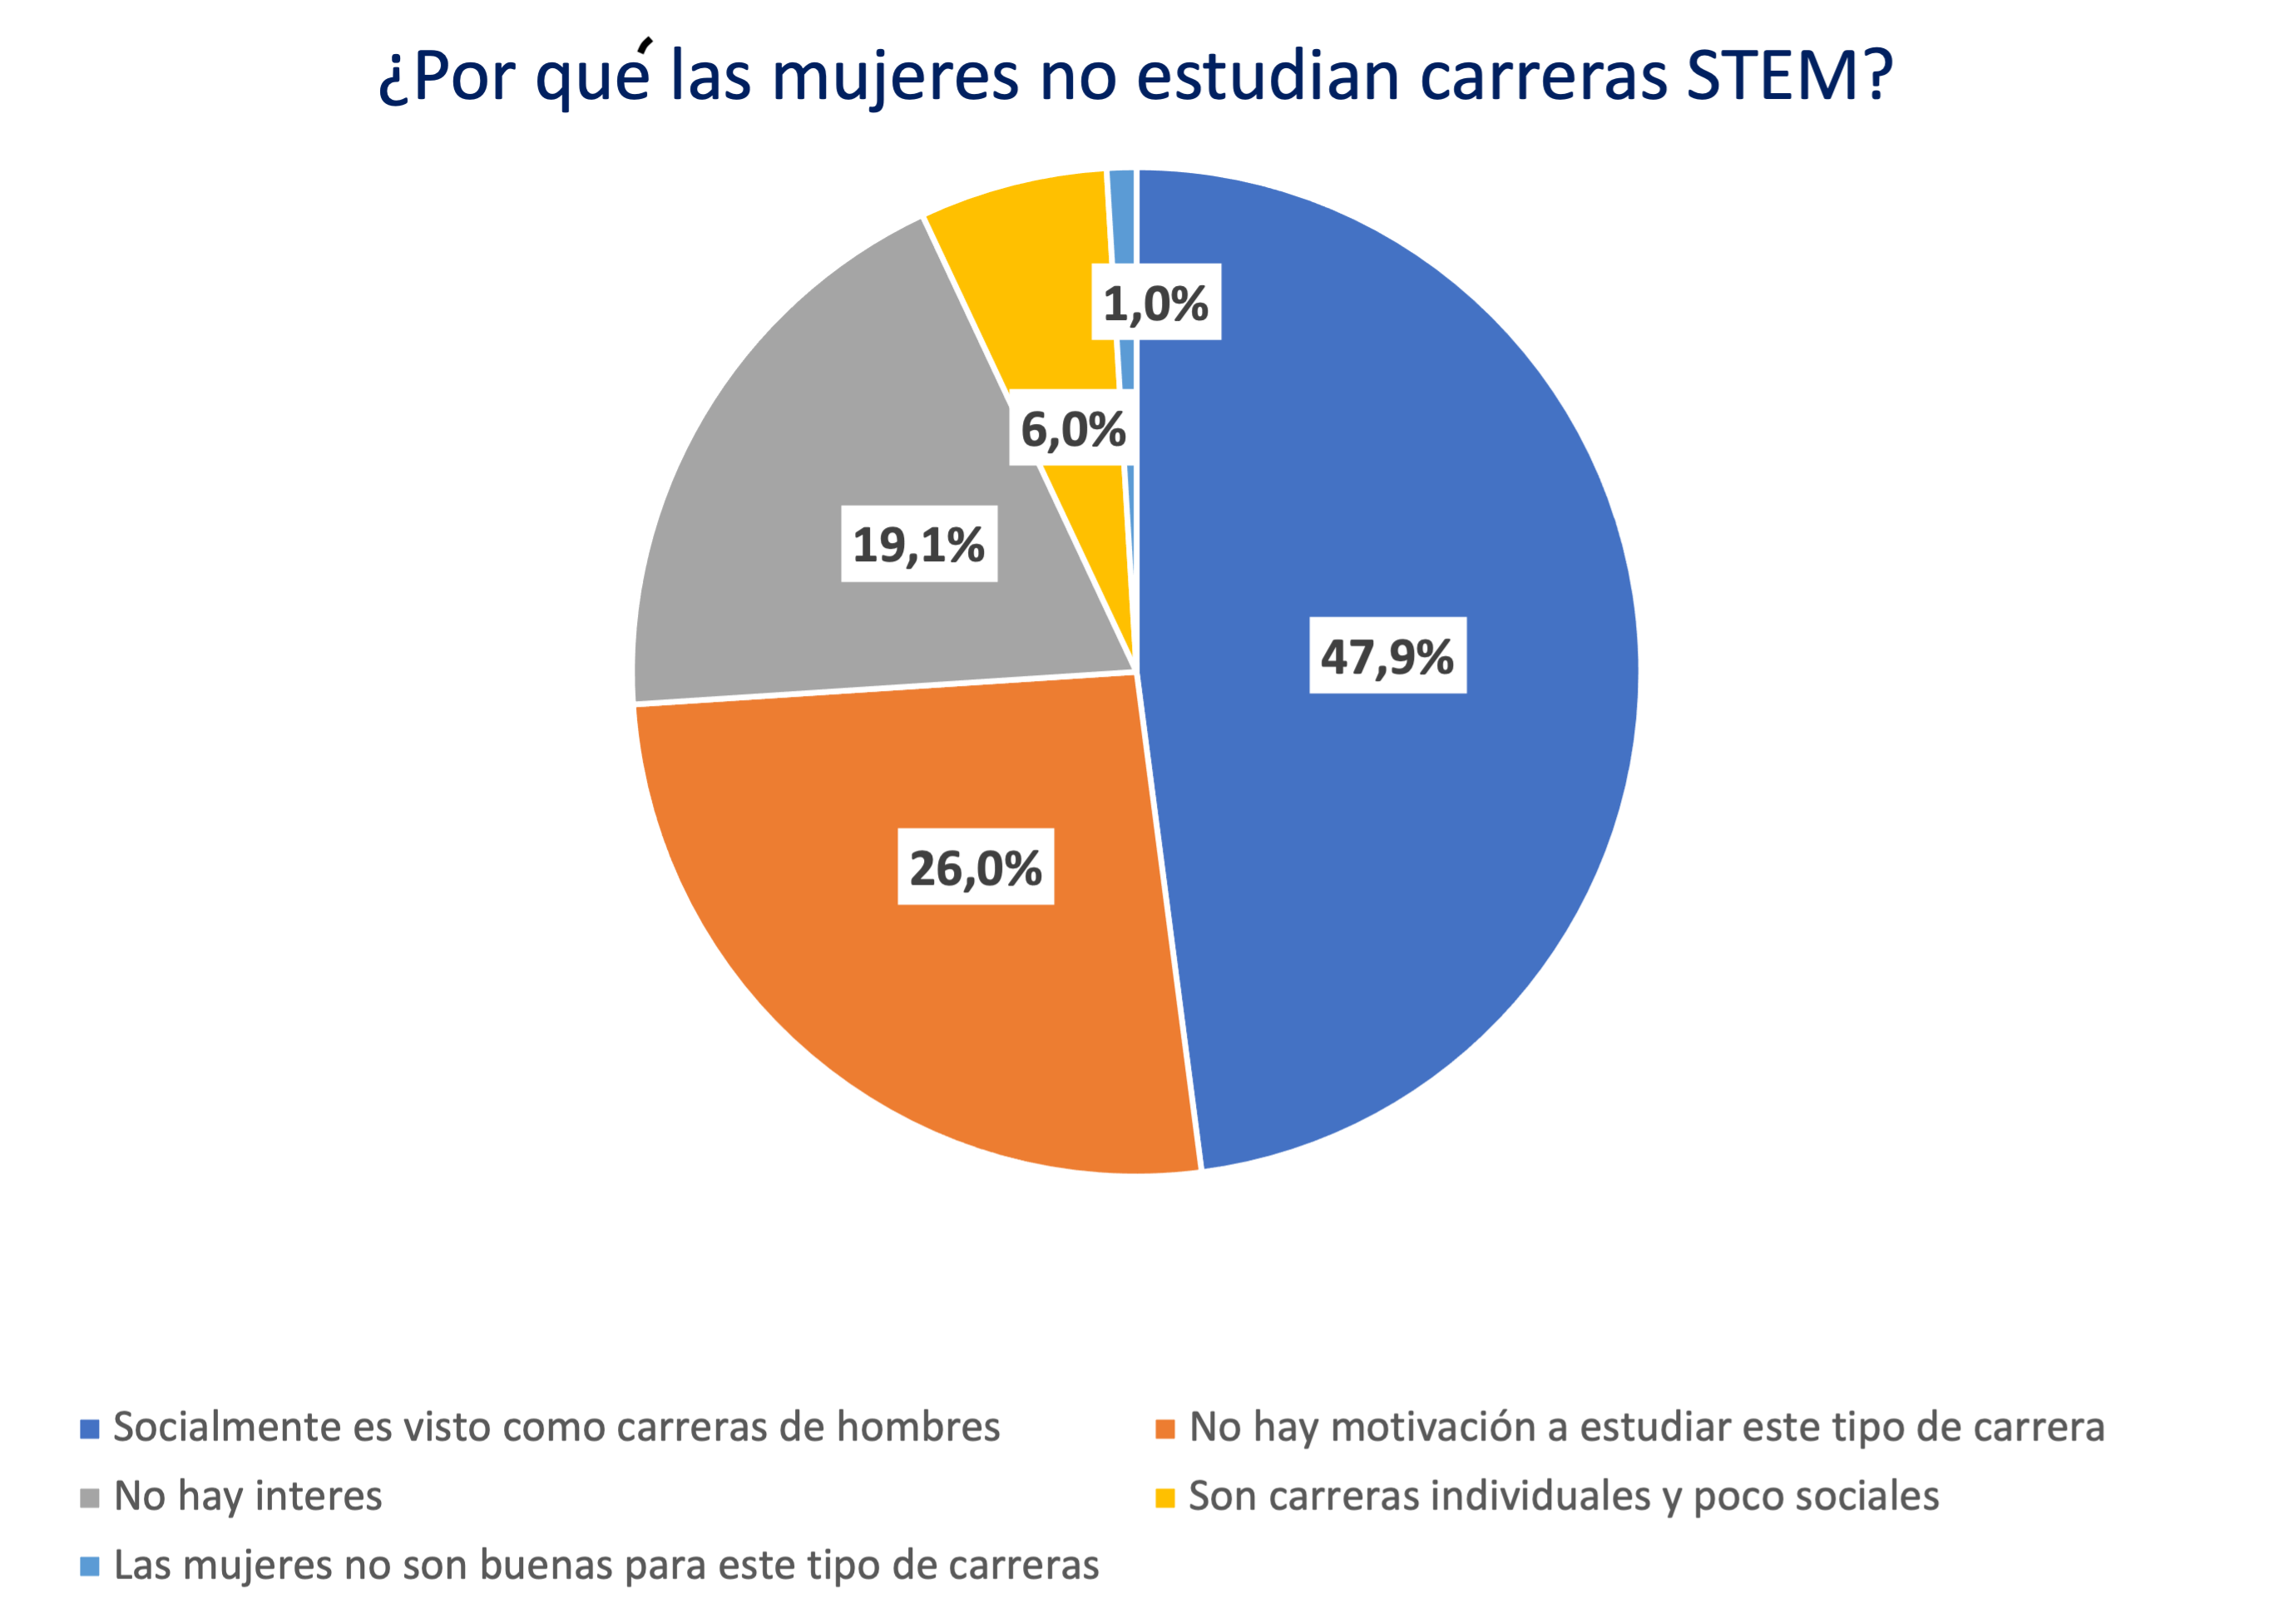 ¿Por qué las mujeres no estudian carreras STEM?
1,0%
6,0%
19,1%
47,9%
26,0%
Socialmente es visto como carreras de hombres
No hay motivación a estudiar este tipo de carrera
No hay interes
Son carreras individuales y poco sociales
Las mujeres no son buenas para este tipo de carreras